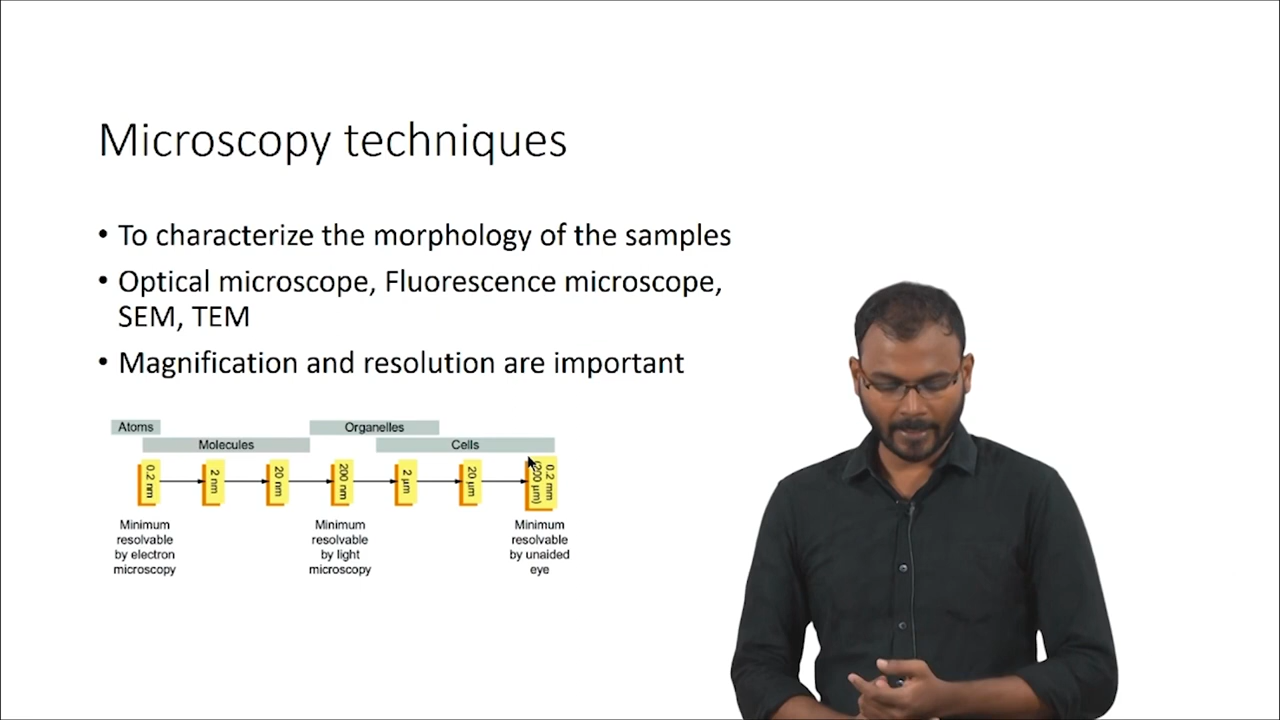 Microscopy techniques
• To characterize the morphology of the samples
• Optical microscope, Fluorescence microscope,
SEM, TEM
• Magnification and resolution are important
Atoms
Organelles
Molecules
Cells
0.2 nm
2 nm
20 nm
200 nm
2 µm
20 µm
0.2 mm
(200 µm)
Minimum
resolvable
by electron
microscopy
Minimum
resolvable
by light
microscopy
Minimum
resolvable
by unaided
eye